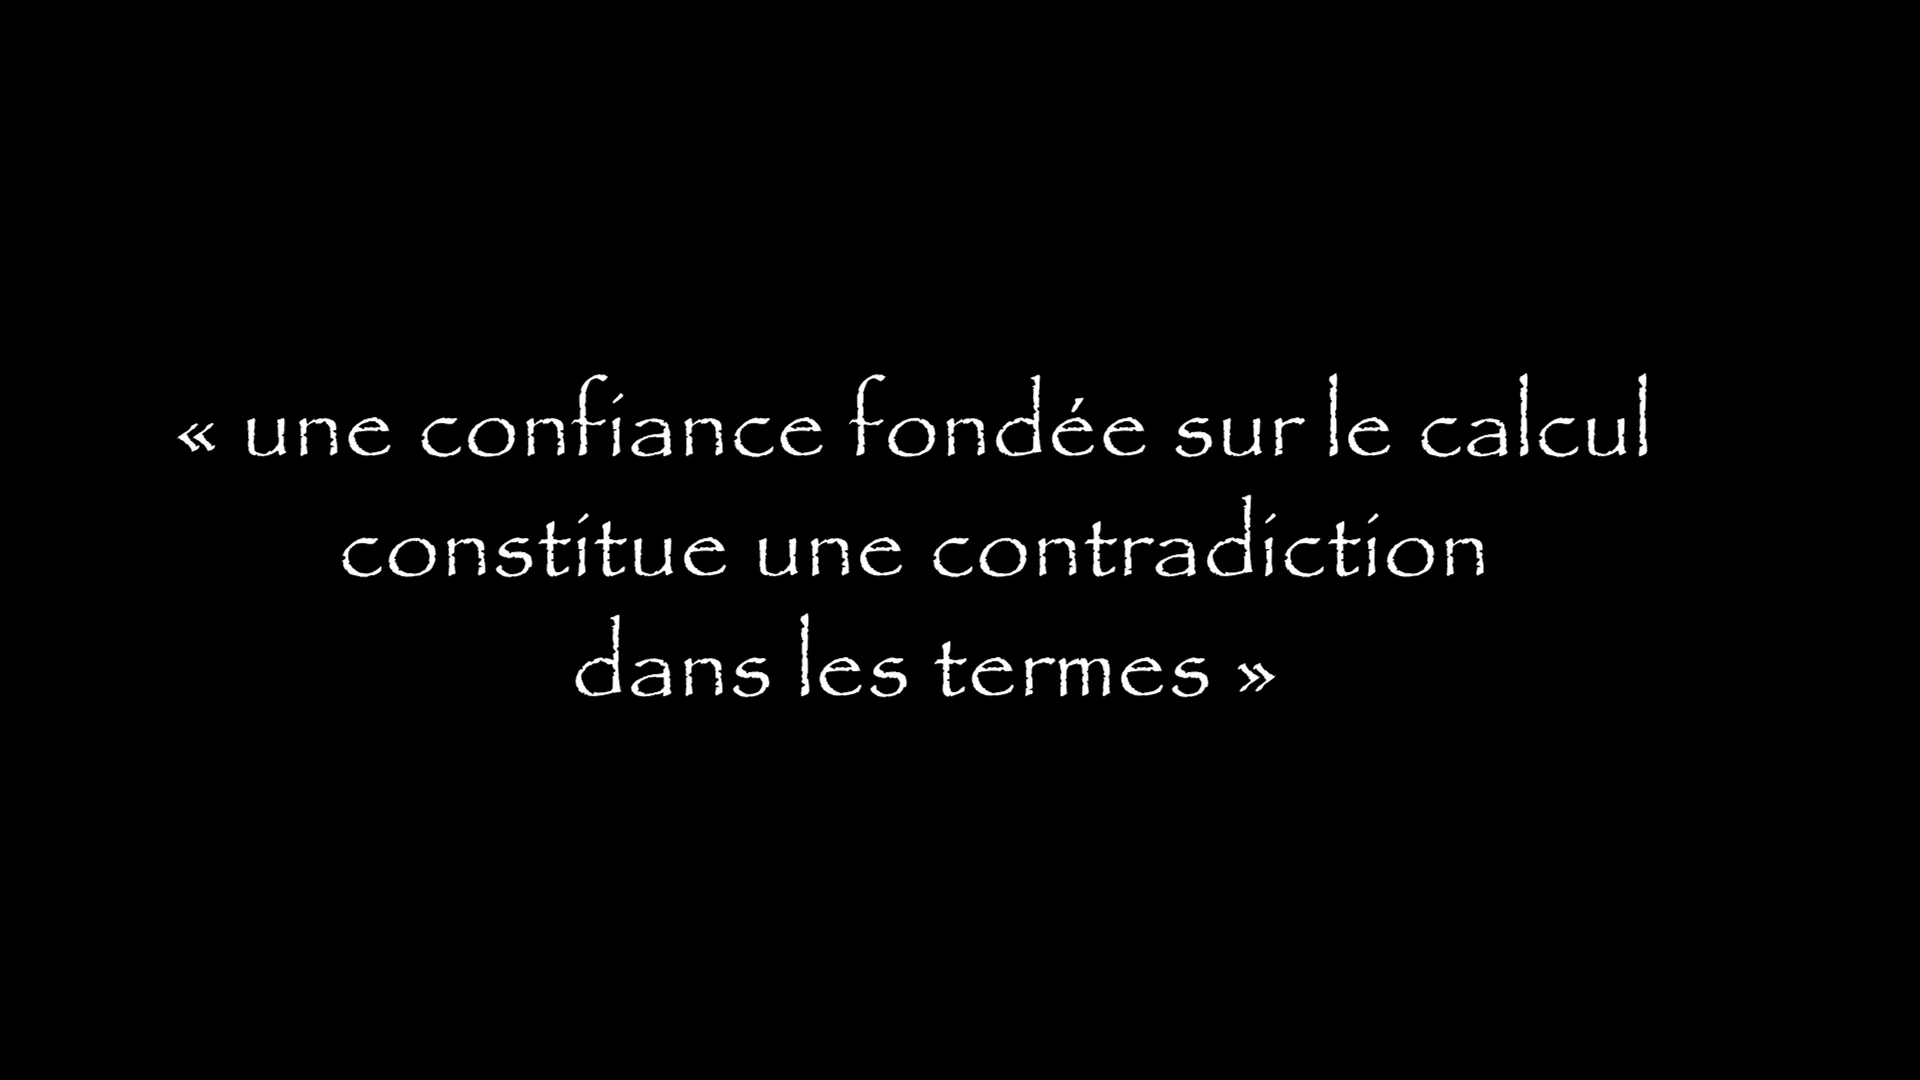 « une confiance fondée sur le calcul
constitue une contradiction
dans les termes »